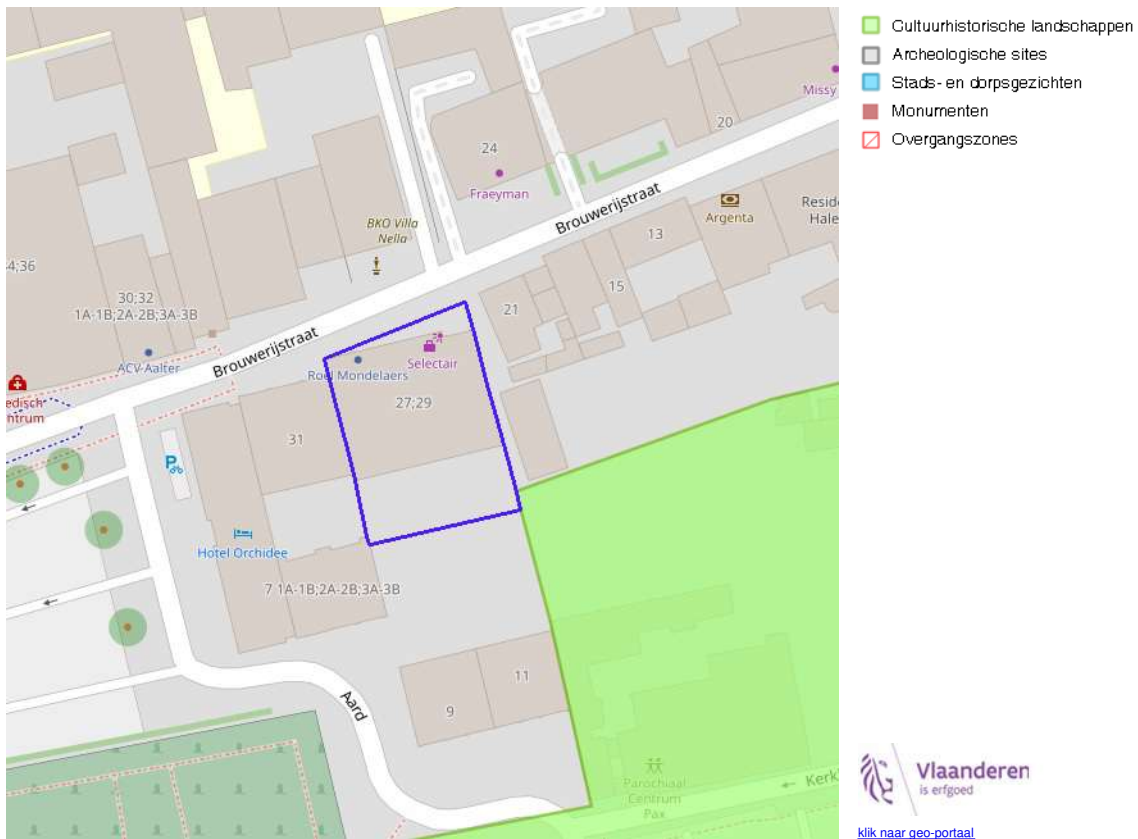 Cultuurhistorische landschappen
Archeologische sites
Stads- en dorpsgezichten
Monumenten
Overgangszones
Missy
20
24
Fraeyman
Brouwerijstraat
Argenta
Reside
Hale
BKO Villa
Nella
13
4;36
30;32
1A-1B;2A-2B;3A-3B
15
21
Brouwerijstraat
ACV-Aalter
Roel Mondelaers
Selectair
edisch
ntrum
27;29
31
P
Hotel Orchidee
7 1A-1B;2A-2B;3A-3B
11
9
Aard
Parochiaal
Centrum
Pax
← Kerk
Vlaanderen
is erfgoed
klik naar geo-portaal